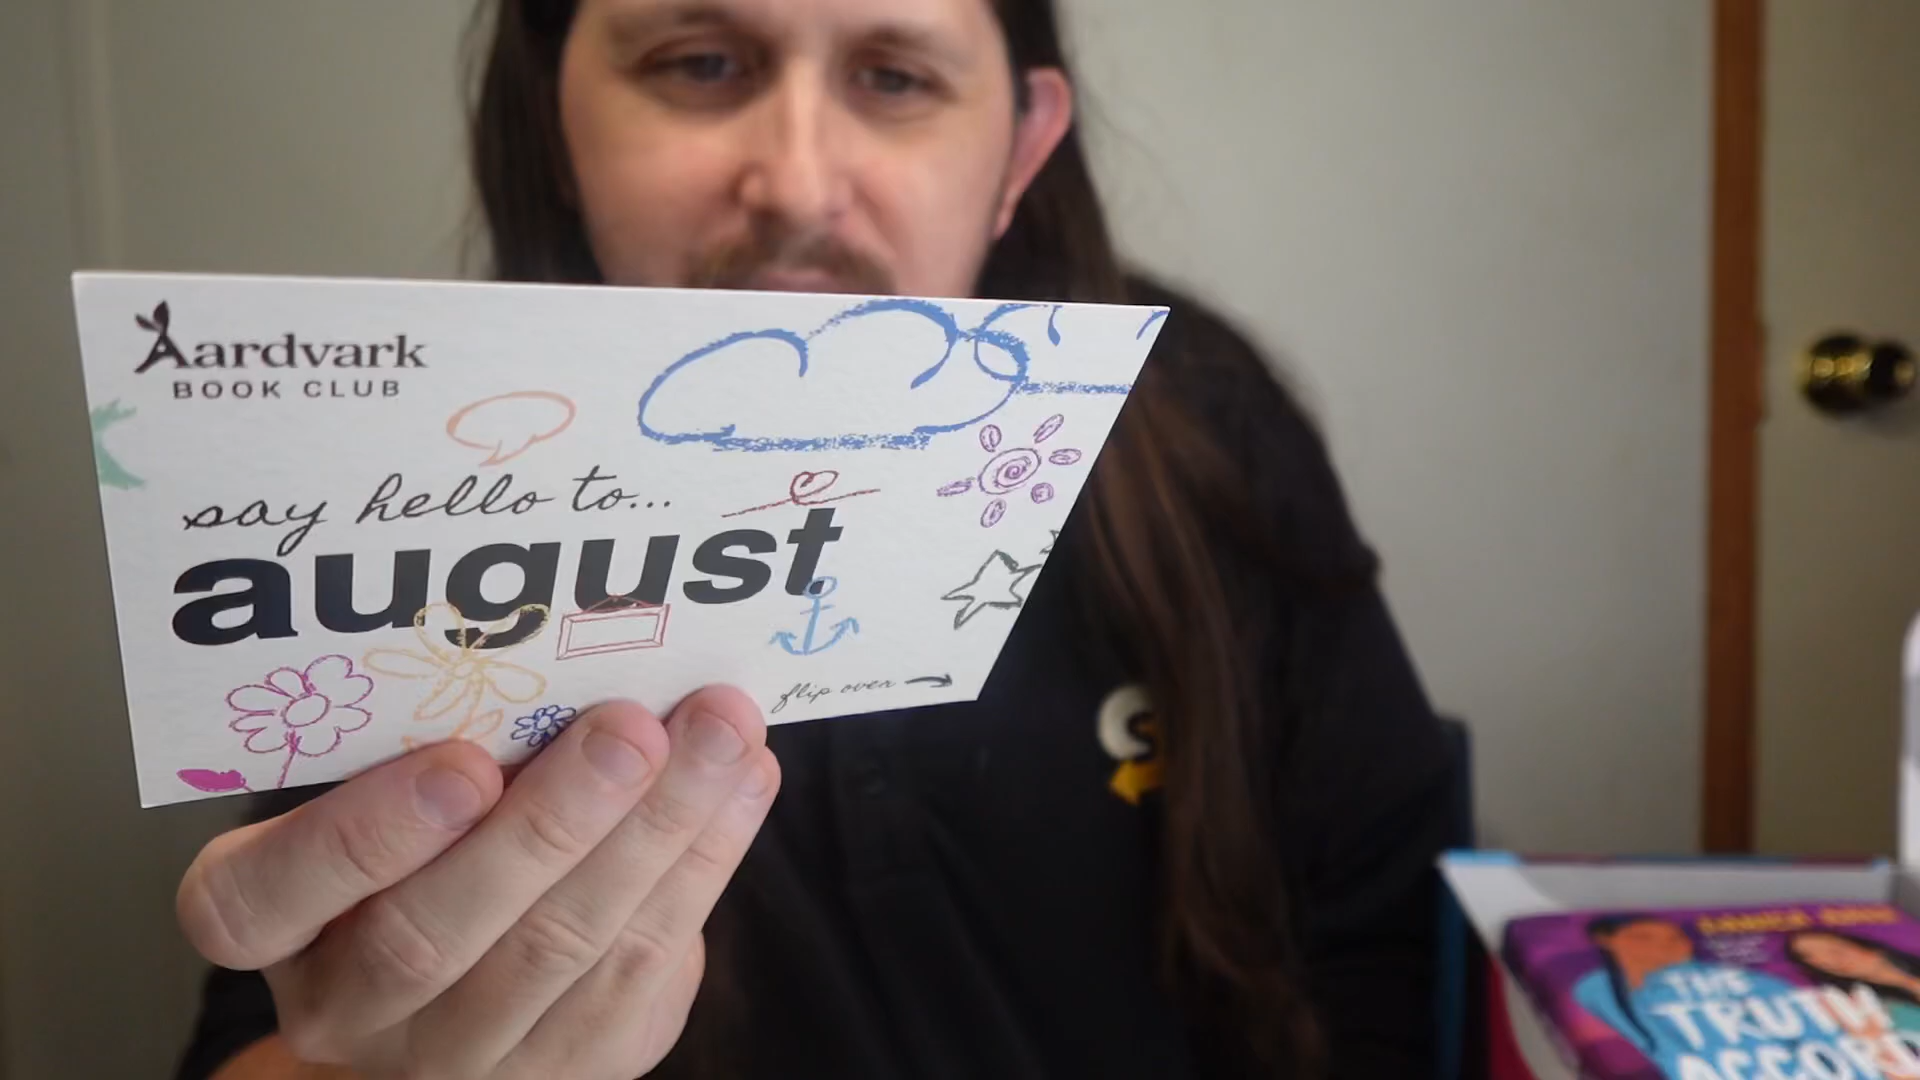 Aardvark
BOOK CLUB
say hello to...
august
flip over
THE
TRUTH